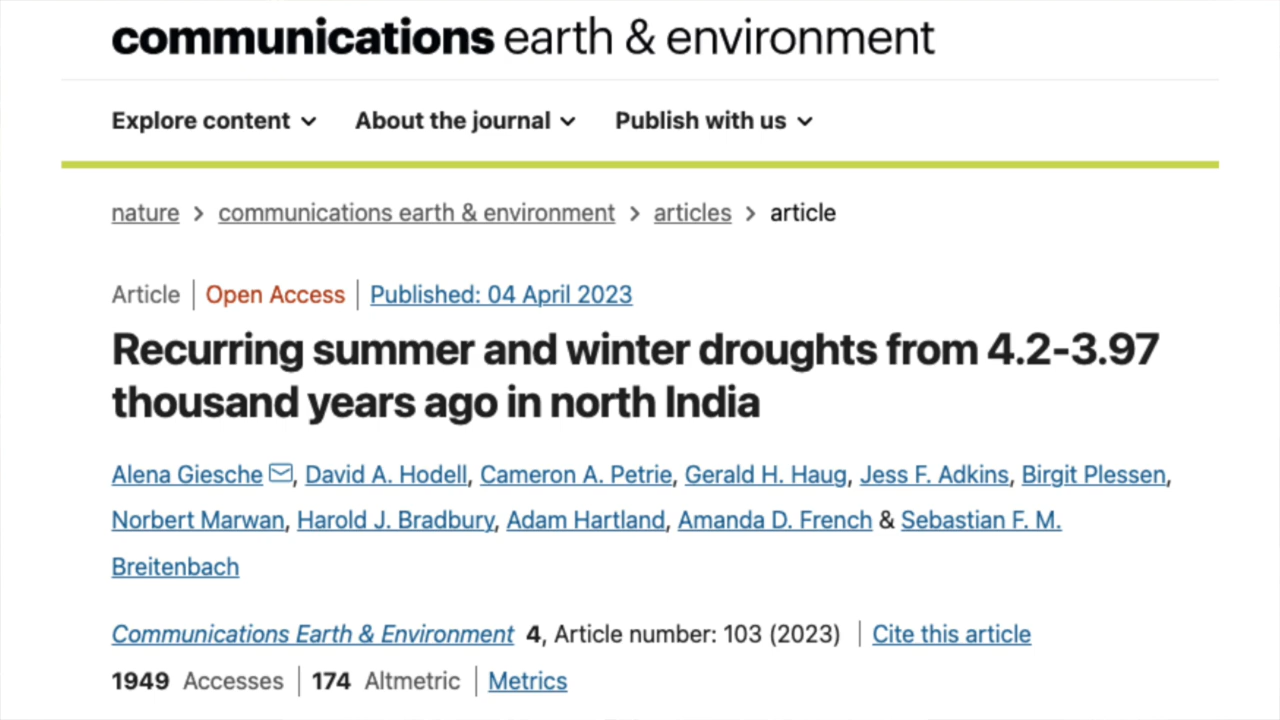 communications earth & environment
Explore content About the journal Publish with us
nature > communications earth & environment > articles > article
Article | Open Access | Published: 04 April 2023
Recurring summer and winter droughts from 4.2-3.97
thousand years ago in north India
Alena Giesche, David A. Hodell, Cameron A. Petrie, Gerald H. Haug, Jess F. Adkins, Birgit Plessen,
Norbert Marwan, Harold J. Bradbury, Adam Hartland, Amanda D. French & Sebastian F. M.
Breitenbach
Communications Earth & Environment 4, Article number: 103 (2023) | Cite this article
1949 Accesses | 174 Altmetric | Metrics